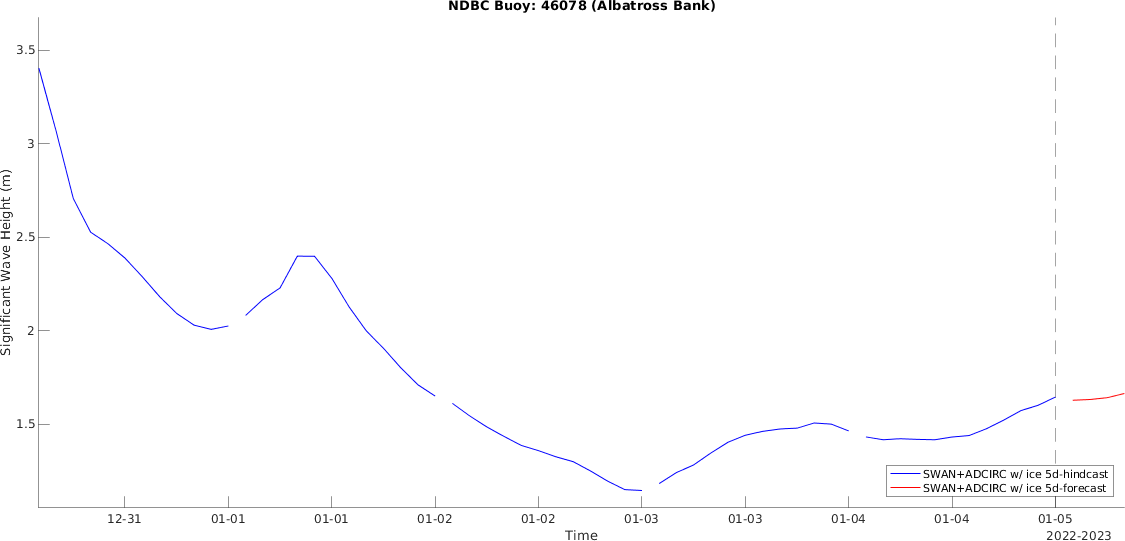 NDBC Buoy: 46078 (Albatross Bank)
3.5
3
2.5
2
1.5
Significant Wave Height (m)
SWAN+ADCIRC w/ ice 5d-hindcast
SWAN+ADCIRC w/ ice 5d-forecast
12-31 01-01 01-01 01-02 01-02 01-03 01-03 01-04 01-04 01-05
Time
2022-2023